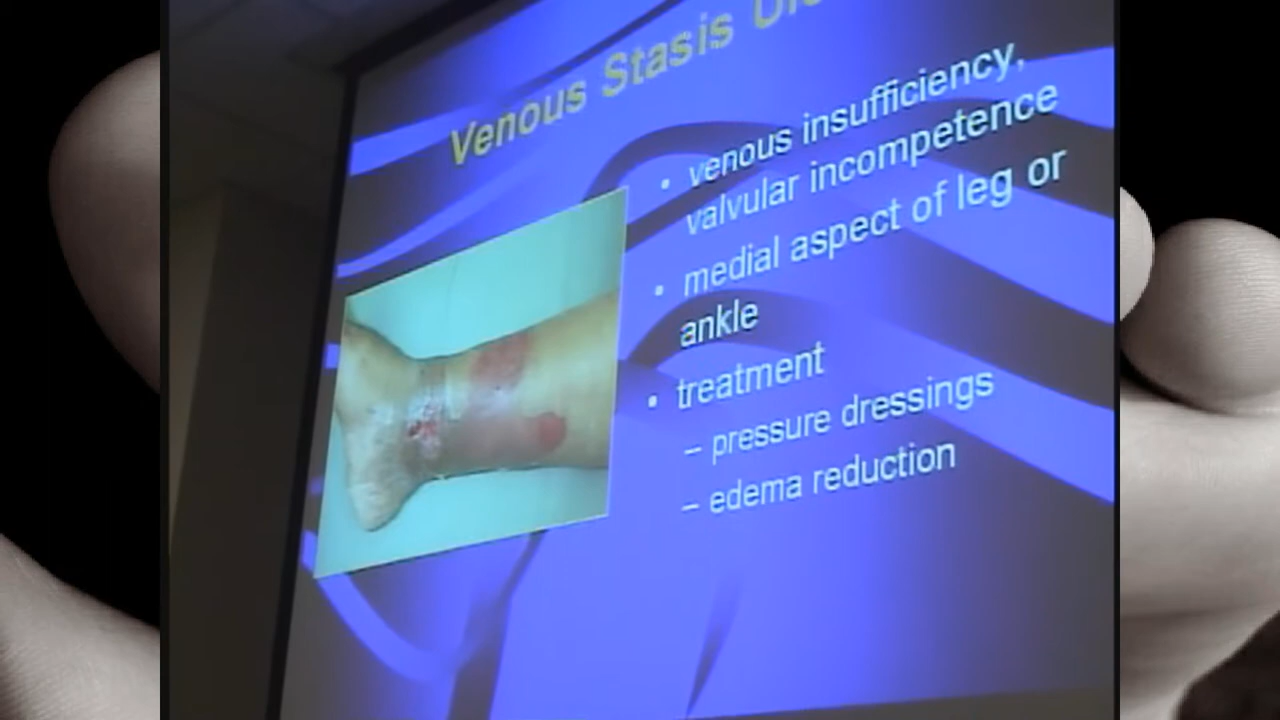 Venous Stasis
• venous insufficiency,
valvular incompetence
• medial aspect of leg or
ankle
• treatment
– pressure dressings
– edema reduction